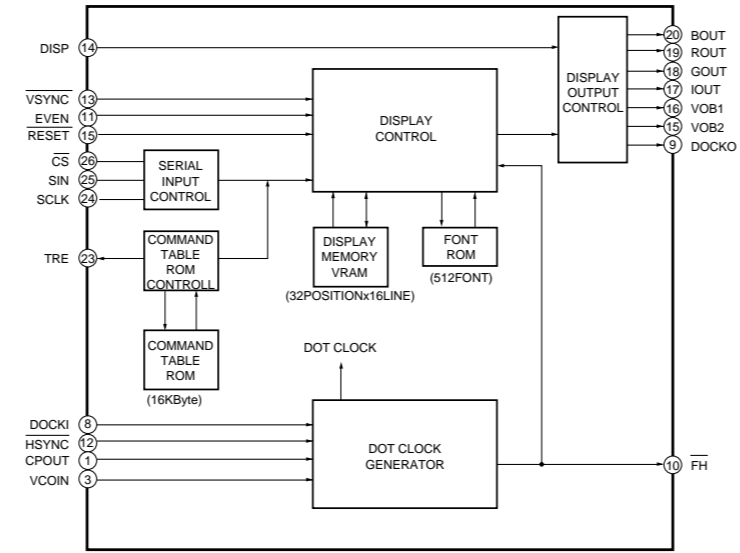 DISP 14
VSYNC 13
EVEN 11
RESET 15
CS 26
SIN 25
SCLK 24
TRE 23
DOCKI 8
HSYNC 12
CPOUT 1
VCOIN 3
SERIAL
INPUT
CONTROL
COMMAND
TABLE
ROM
CONTROLL
COMMAND
TABLE
ROM
(16KByte)
DISPLAY
CONTROL
DISPLAY
MEMORY
VRAM
(32POSITIONx16LINE)
FONT
ROM
(512FONT)
DOT CLOCK
DOT CLOCK
GENERATOR
DISPLAY
OUTPUT
CONTROL
20 BOUT
19 ROUT
18 GOUT
17 IOUT
16 VOB1
15 VOB2
9 DOCKO
10 FH